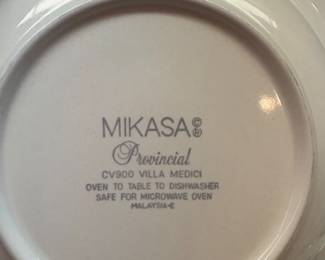 MIKASA©®
Provincial
CV900 VILLA MEDICI
OVEN TO TABLE TO DISHWASHER
SAFE FOR MICROWAVE OVEN
MALAYSIA-E